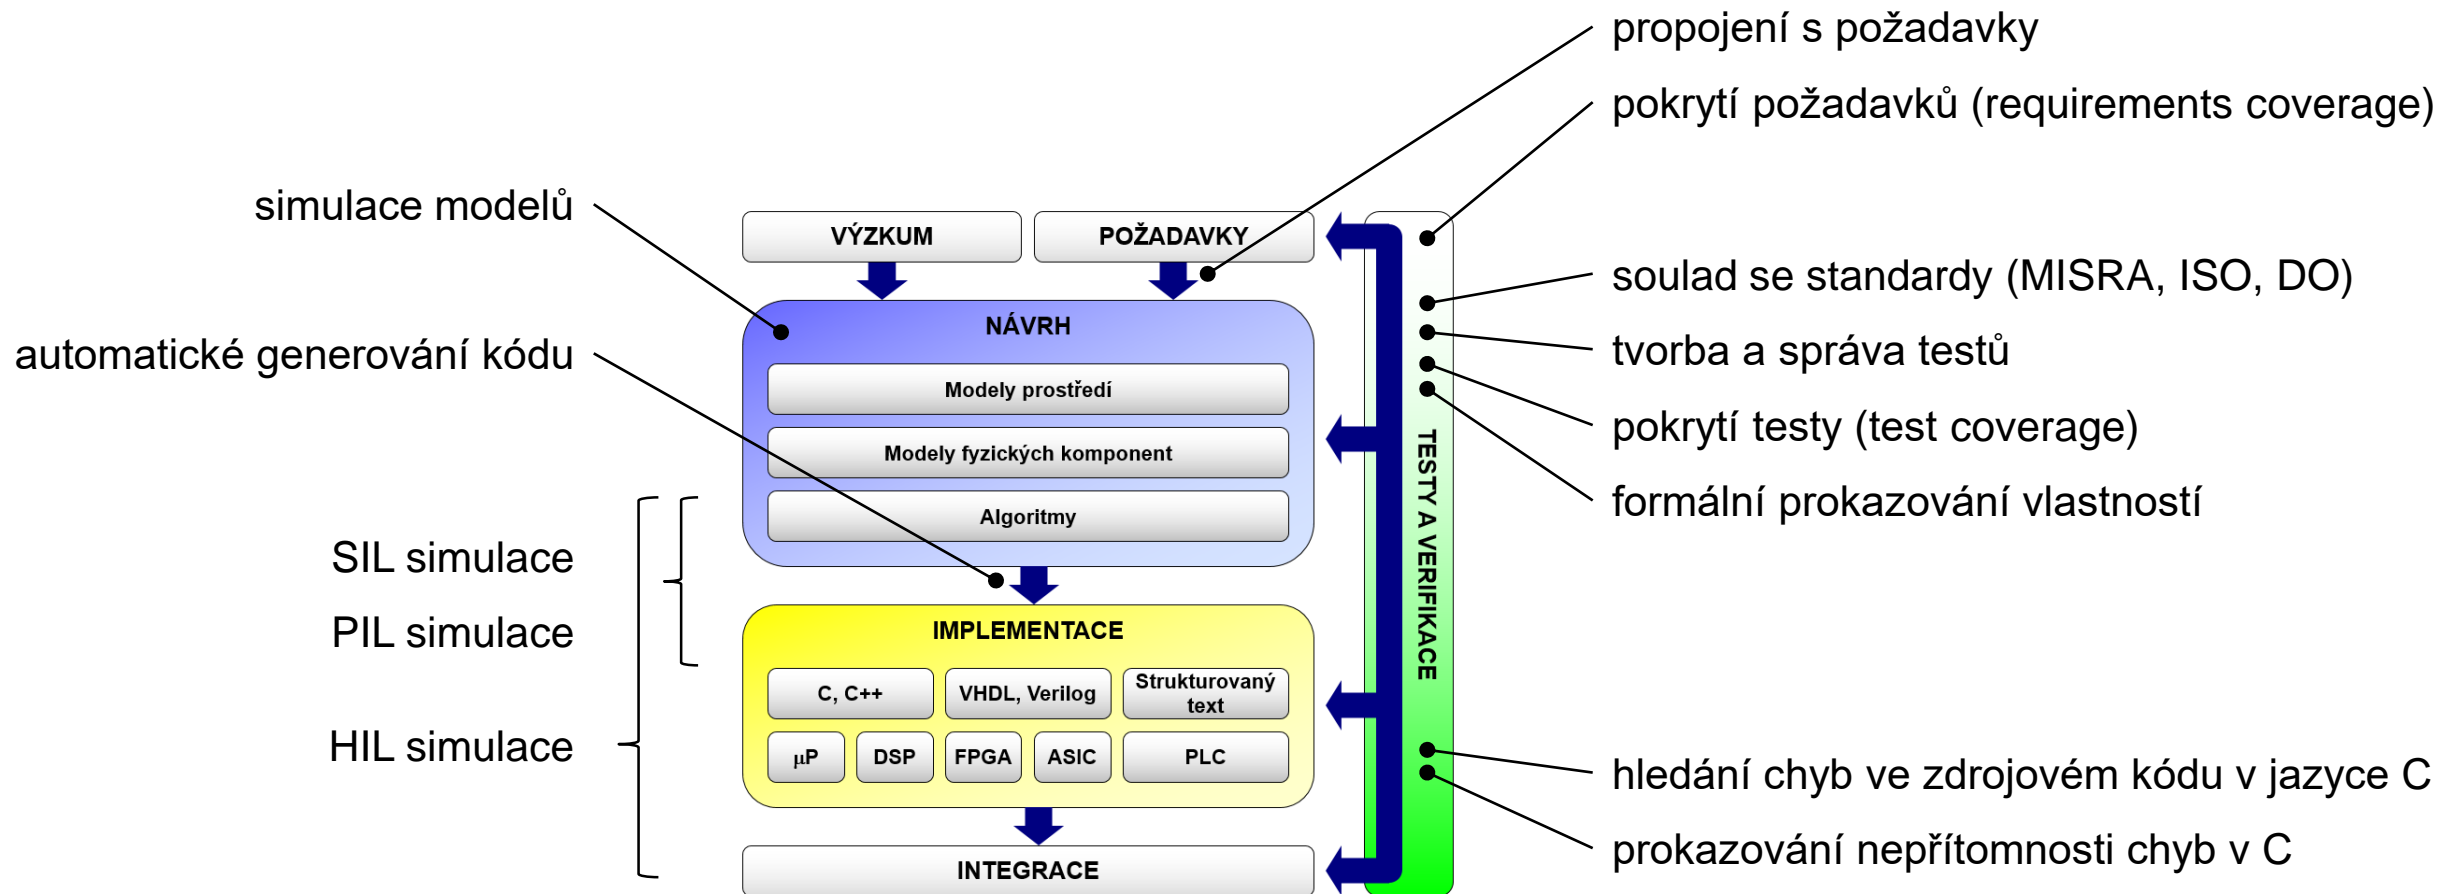 propojení s požadavky
pokrytí požadavků (requirements coverage)
simulace modelů
VÝZKUM
POŽADAVKY
soulad se standardy (MISRA, ISO, DO)
NÁVRH
tvorba a správa testů
automatické generování kódu
Modely prostředí
pokrytí testy (test coverage)
Modely fyzických komponent
formální prokazování vlastností
Algoritmy
TESTY A VERIFIKACE
SIL simulace
PIL simulace
IMPLEMENTACE
C, C++
VHDL, Verilog
Strukturovaný
text
HIL simulace
µP
DSP
FPGA
ASIC
PLC
hledání chyb ve zdrojovém kódu v jazyce C
prokazování nepřítomnosti chyb v C
INTEGRACE